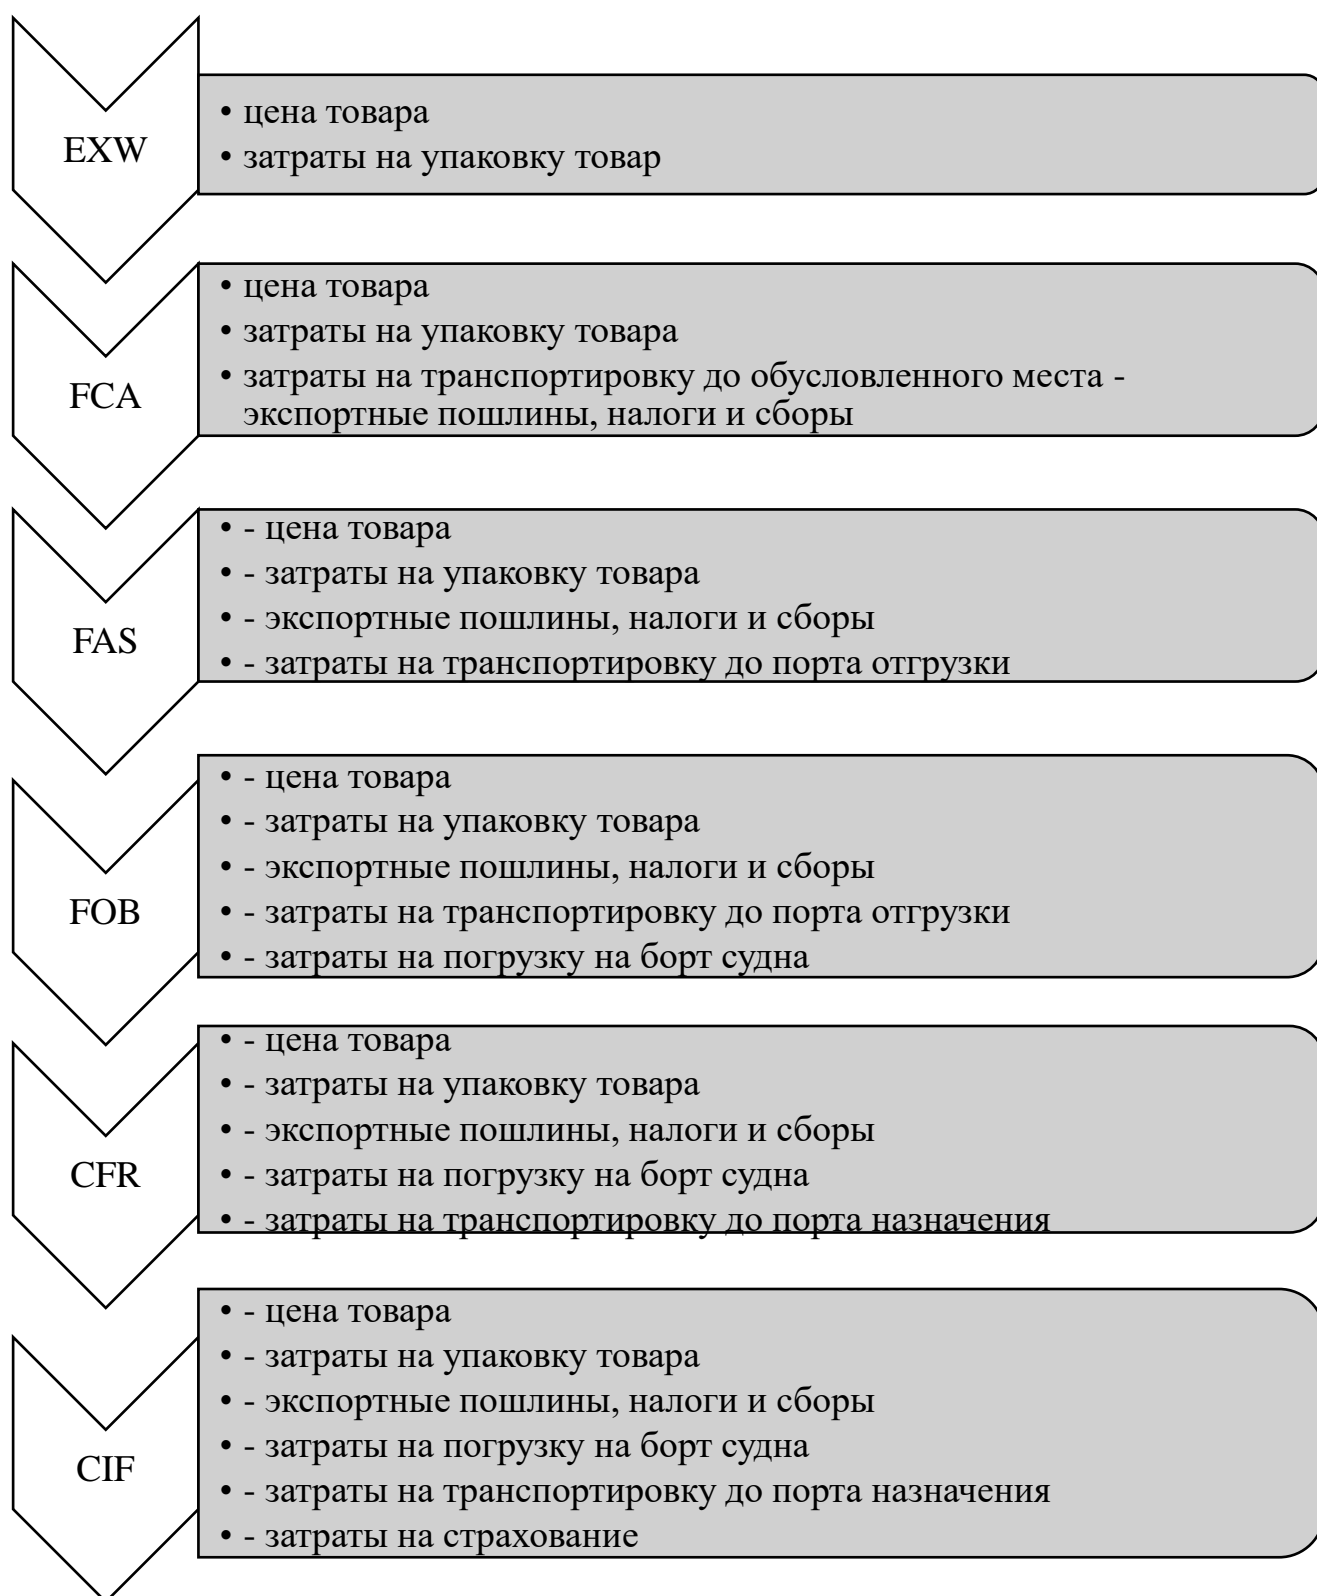 EXW
• цена товара
• затраты на упаковку товар
FCA
• цена товара
• затраты на упаковку товара
• затраты на транспортировку до обусловленного места -
экспортные пошлины, налоги и сборы
FAS
• - цена товара
• - затраты на упаковку товара
• - экспортные пошлины, налоги и сборы
• - затраты на транспортировку до порта отгрузки
FOB
• - цена товара
• - затраты на упаковку товара
• - экспортные пошлины, налоги и сборы
• - затраты на транспортировку до порта отгрузки
• - затраты на погрузку на борт судна
CFR
• - цена товара
• - затраты на упаковку товара
• - экспортные пошлины, налоги и сборы
• - затраты на погрузку на борт судна
• - затраты на транспортировку до порта назначения
CIF
• - цена товара
• - затраты на упаковку товара
• - экспортные пошлины, налоги и сборы
• - затраты на погрузку на борт судна
• - затраты на транспортировку до порта назначения
• - затраты на страхование